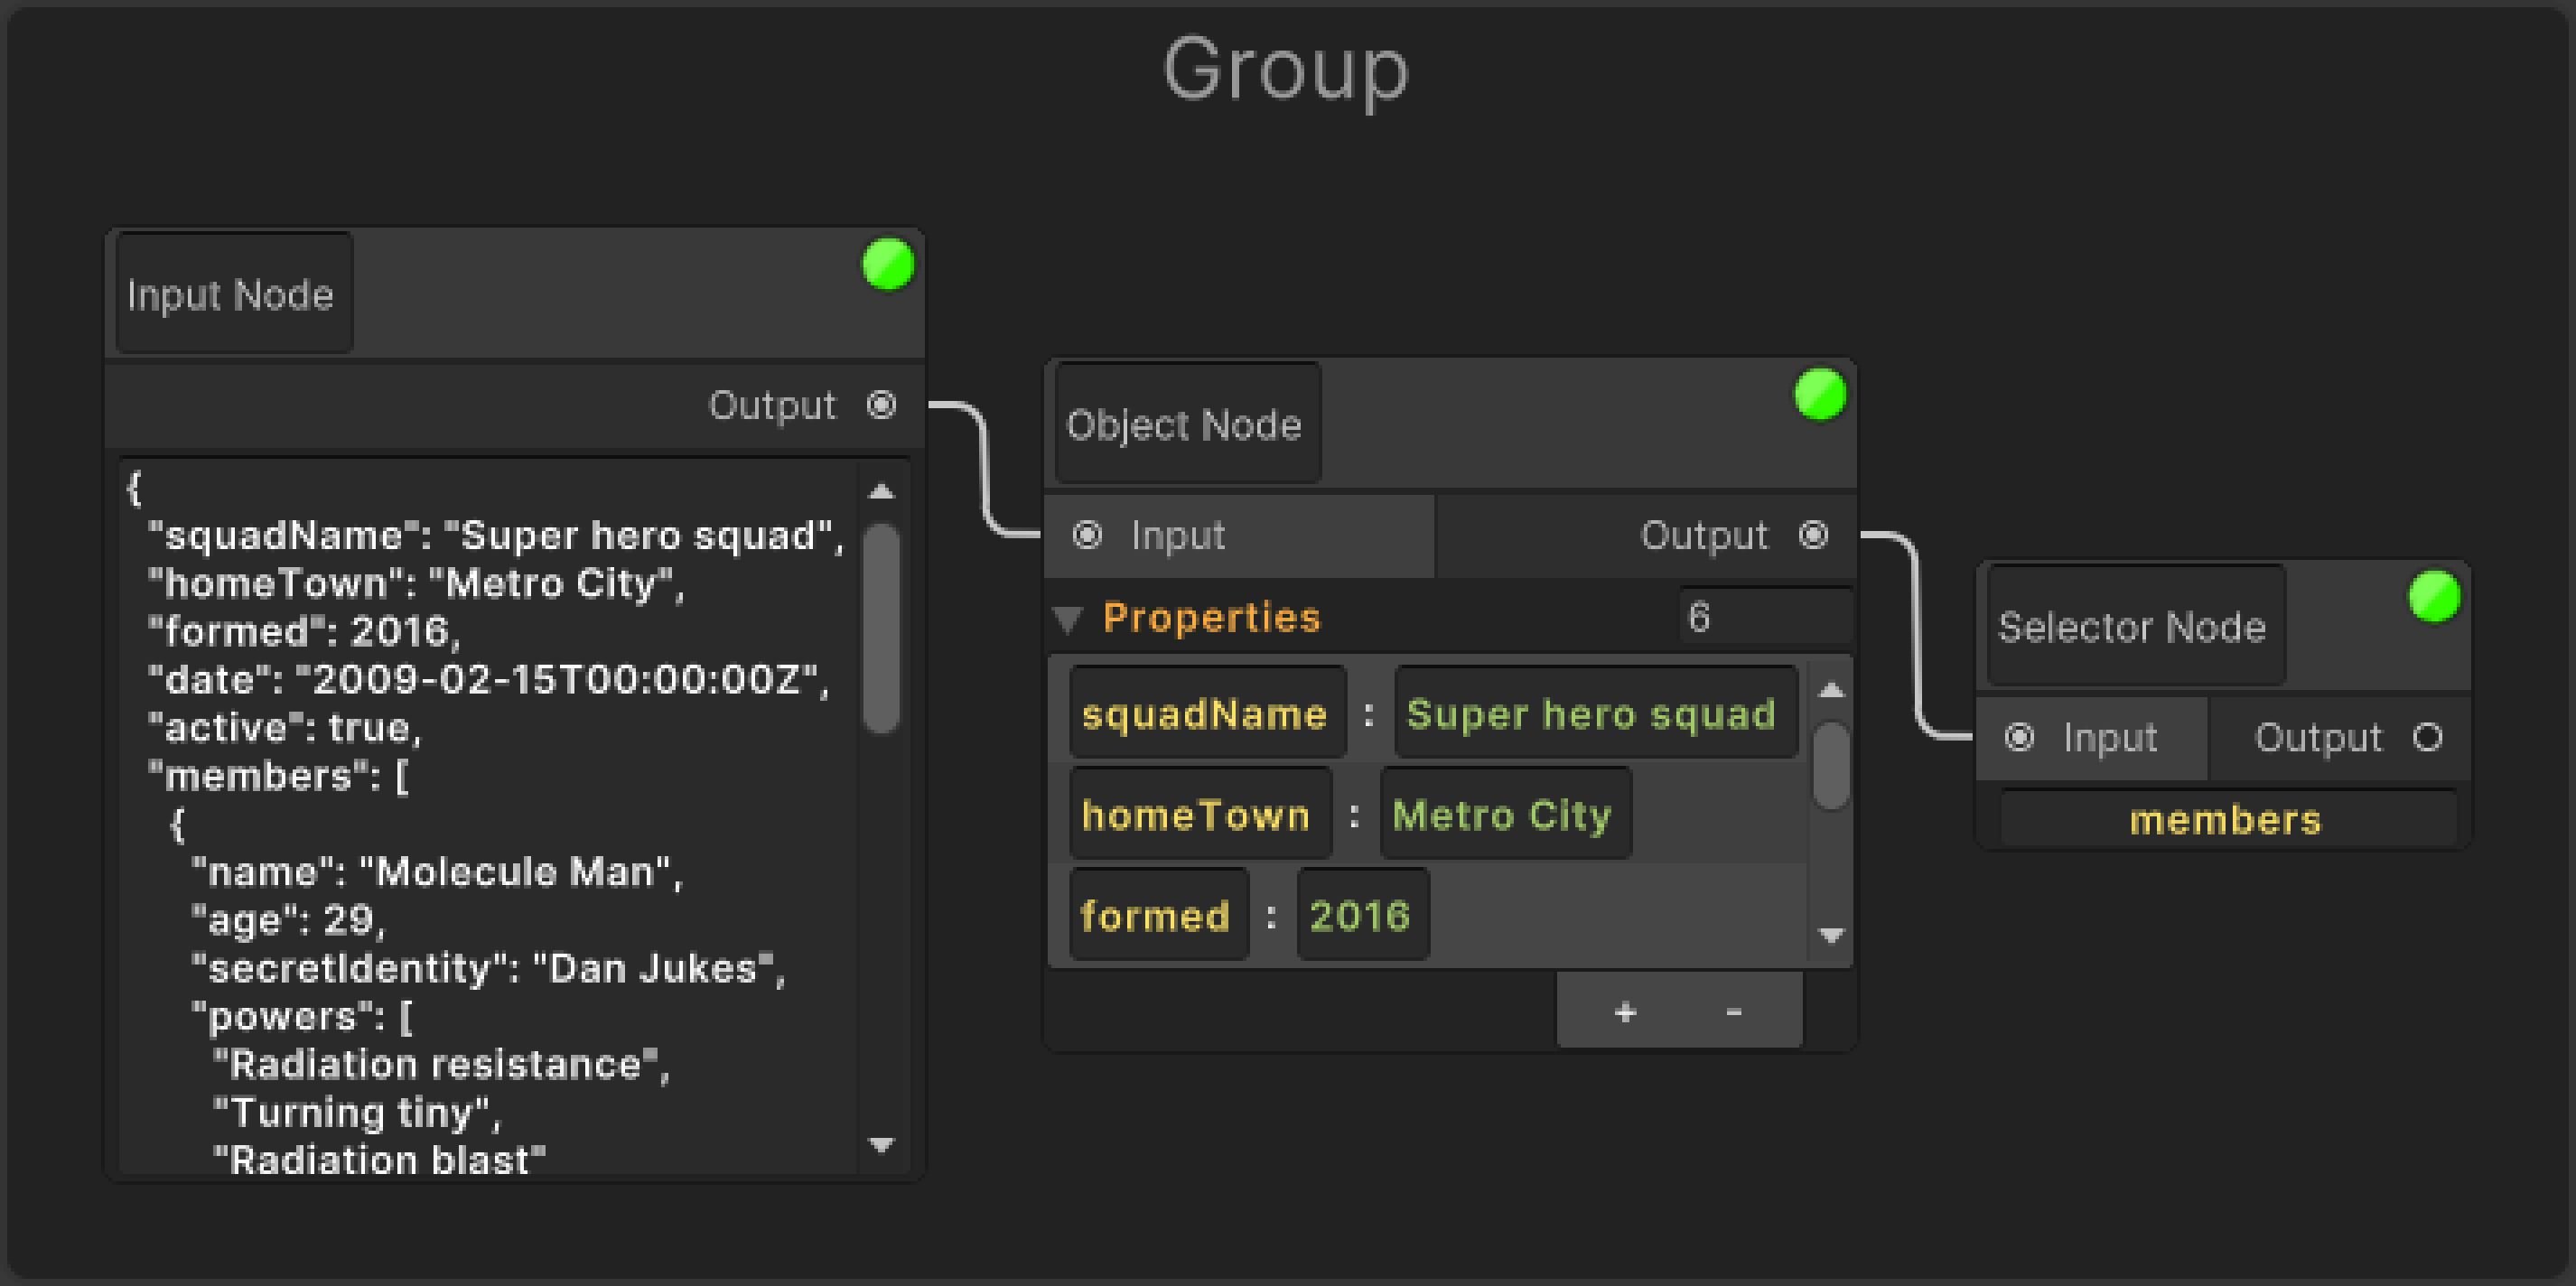 Group
Input Node
Output
{
"squadName": "Super hero squad",
"homeTown": "Metro City",
"formed": 2016,
"date": "2009-02-15T00:00:00Z",
"active": true,
"members": [
{
"name": "Molecule Man",
"age": 29,
"secretIdentity": "Dan Jukes",
"powers": [
"Radiation resistance",
"Turning tiny",
"Radiation blast"
Object Node
Input Output
Properties 6
squadName : Super hero squad
homeTown : Metro City
formed : 2016
+ -
Selector Node
Input Output
members